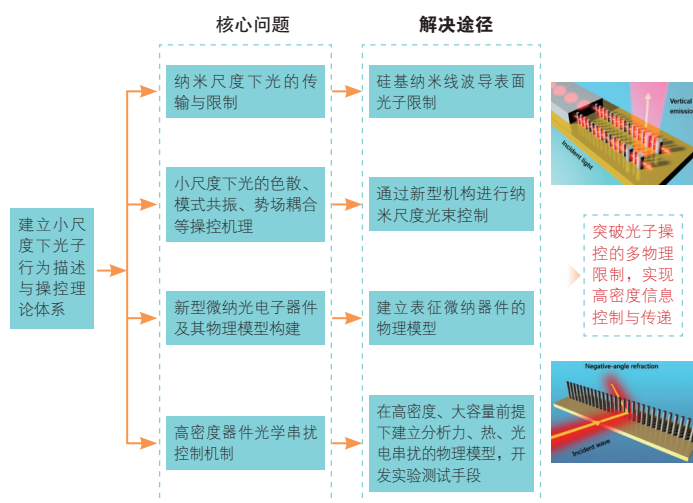 核心问题
解决途径
建立小尺
度下光子
行为描述
与操控理
论体系
纳米尺度下光的传
输与限制
硅基纳米线波导表面
光子限制
小尺度下光的色散、
模式共振、势场耦合
等操控机理
通过新型机构进行纳
米尺度光束控制
新型微纳光电子器件
及其物理模型构建
建立表征微纳器件的
物理模型
高密度器件光学串扰
控制机制
在高密度、大容量前提
下建立分析力、热、光
电串扰的物理模型，开
发实验测试手段
Vertical
emission
Incident light
突破光子操
控的多物理
限制，实现
高密度信息
控制与传递
Negative-angle refraction
Incident wave